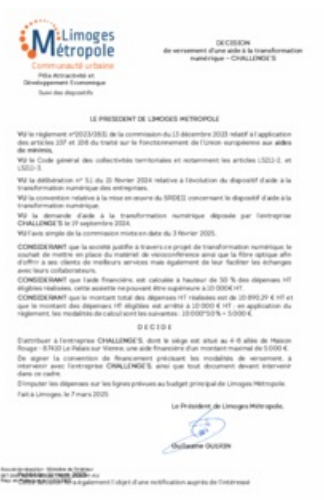 Limoges
Métropole
Communauté urbaine
Pôle Attractivité et
Développement Economique
Suivi des dispositifs
DECISION
de versement d'une aide à la transformation
numérique – CHALLENGE'S
LE PRESIDENT DE LIMOGES METROPOLE
VU le règlement n°2023/2831 de la commission du 13 décembre 2023 relatif à l'application
des articles 107 et 108 du traité sur le fonctionnement de l'Union européenne aux aides
de minimis,
VU le Code général des collectivités territoriales et notamment les articles L5211-2, et
VU la délibération n° 5.1 du 15 février 2024 relative à l'évolution du dispositif d'aide à la
transformation numérique des entreprises,
VU la convention relative à la mise en œuvre du SRDEII concernant le dispositif d'aide à la
transformation numérique,
VU la demande d'aide à la transformation numérique déposée par l'entreprise
CHALLENGE'S le 19 septembre 2024,
VU l'avis simple de la commission mixte en date du 3 février 2025,
CONSIDERANT que la société justifie à travers ce projet de transformation numérique, le
souhait de mettre en place du matériel de visioconférence ainsi que la fibre optique afin
d'offrir à ses clients de meilleurs services mais également de leur faciliter les échanges
avec leurs collaborateurs.
CONSIDERANT que l'aide financière, est calculée à hauteur de 50 % des dépenses HT
éligibles réalisées, cette assiette ne pouvant être supérieure à 10 000€ HT.
CONSIDERANT que le montant total des dépenses HT réalisées est de 10 890,29 € HT et
que le montant des dépenses HT éligibles est arrêté à 10 000 € HT ; en application du
règlement, les modalités de calcul sont les suivantes : 10 000*50% = 5 000 €.
D E C I D E
D'attribuer à l'entreprise CHALLENGE'S, dont le siège est situé au 4-6 allée de Maison
Rouge - 87410 Le Palais sur Vienne, une aide financière d'un montant maximal de 5 000 €.
De signer la convention de financement précisant les modalités de versement, à
intervenir avec l'entreprise CHALLENGE'S, ainsi que tout document devant intervenir
dans ce cadre.
D'imputer les dépenses sur les lignes prévues au budget principal de Limoges Métropole.
Fait à Limoges, le 7 mars 2025
Le Président de Limoges Métropole,
Guillaume GUERIN
également l'objet d'une notification auprès de l'intéressé